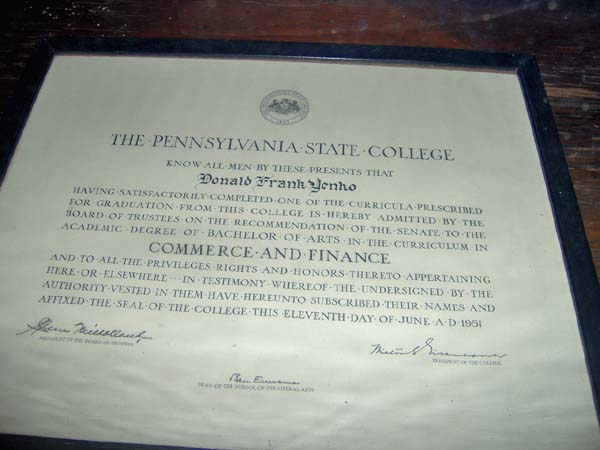 THE · PENNSYLVANIA · STATE · COLLEGE
KNOW · ALL · MEN · BY · THESE · PRESENTS · THAT
Donald Frank Yenko
HAVING · SATISFACTORILY · COMPLETED · ONE · OF · THE · CURRICULA · PRESCRIBED
FOR · GRADUATION · FROM · THIS · COLLEGE · IS · HEREBY · ADMITTED · BY · THE
BOARD · OF · TRUSTEES · ON · THE · RECOMMENDATION · OF · THE · SENATE · TO · THE
ACADEMIC · DEGREE · OF · BACHELOR · OF · ARTS · IN · THE · CURRICULUM · IN
COMMERCE · AND · FINANCE
AND · TO · ALL · THE · PRIVILEGES · RIGHTS · AND · HONORS · THERETO · APPERTAINING
HERE · OR · ELSEWHERE · · · IN · TESTIMONY · WHEREOF · THE · UNDERSIGNED · BY · THE
AUTHORITY · VESTED · IN · THEM · HAVE · HEREUNTO · SUBSCRIBED · THEIR · NAMES · AND
AFFIXED · THE · SEAL · OF · THE · COLLEGE · THIS · ELEVENTH · DAY · OF · JUNE · A · D · 1951
PRESIDENT OF THE BOARD OF TRUSTEES
Milton S Eisenhower
PRESIDENT OF THE COLLEGE
Ben Euwema
DEAN OF THE SCHOOL OF THE LIBERAL ARTS